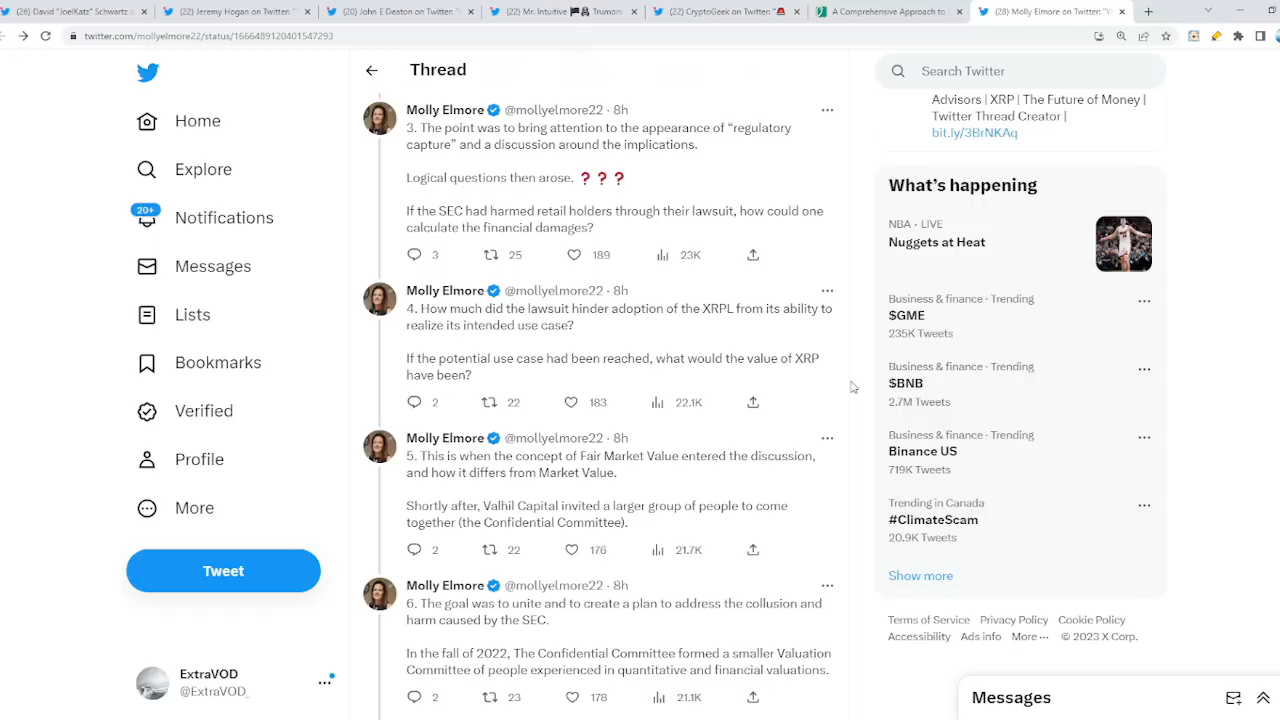 (26) David "JoelKatz" Schwartz
(22) Jeremy Hogan on Twitter: "
(20) John E Deaton on Twitter: "
(22) Mr. Intuitive Trumors
(22) CryptoGeek on Twitter: "
A Comprehensive Approach to
(28) Molly Elmore on Twitter: "
twitter.com/mollyelmore22/status/1666489120401547293
Home
Explore
20+
Notifications
Messages
Lists
Bookmarks
Verified
Profile
More
Tweet
ExtraVOD
@ExtraVOD_
Thread
Molly Elmore @mollyelmore22 · 8h
3. The point was to bring attention to the appearance of “regulatory
capture” and a discussion around the implications.
Logical questions then arose. ❓❓❓
If the SEC had harmed retail holders through their lawsuit, how could one
calculate the financial damages?
3 25 189 23K
Molly Elmore @mollyelmore22 · 8h
4. How much did the lawsuit hinder adoption of the XRPL from its ability to
realize its intended use case?
If the potential use case had been reached, what would the value of XRP
have been?
2 22 183 22.1K
Molly Elmore @mollyelmore22 · 8h
5. This is when the concept of Fair Market Value entered the discussion,
and how it differs from Market Value.
Shortly after, Valhil Capital invited a larger group of people to come
together (the Confidential Committee).
2 22 176 21.7K
Molly Elmore @mollyelmore22 · 8h
6. The goal was to unite and to create a plan to address the collusion and
harm caused by the SEC.
In the fall of 2022, The Confidential Committee formed a smaller Valuation
Committee of people experienced in quantitative and financial valuations.
2 23 178 21.1K
Search Twitter
Advisors | XRP | The Future of Money |
Twitter Thread Creator |
bit.ly/3BrNKAq
What’s happening
NBA · LIVE
Nuggets at Heat
Business & finance · Trending
$GME
235K Tweets
Business & finance · Trending
$BNB
2.7M Tweets
Business & finance · Trending
Binance US
719K Tweets
Trending in Canada
#ClimateScam
20.9K Tweets
Show more
Terms of Service Privacy Policy Cookie Policy
Accessibility Ads info More ··· © 2023 X Corp.
Messages